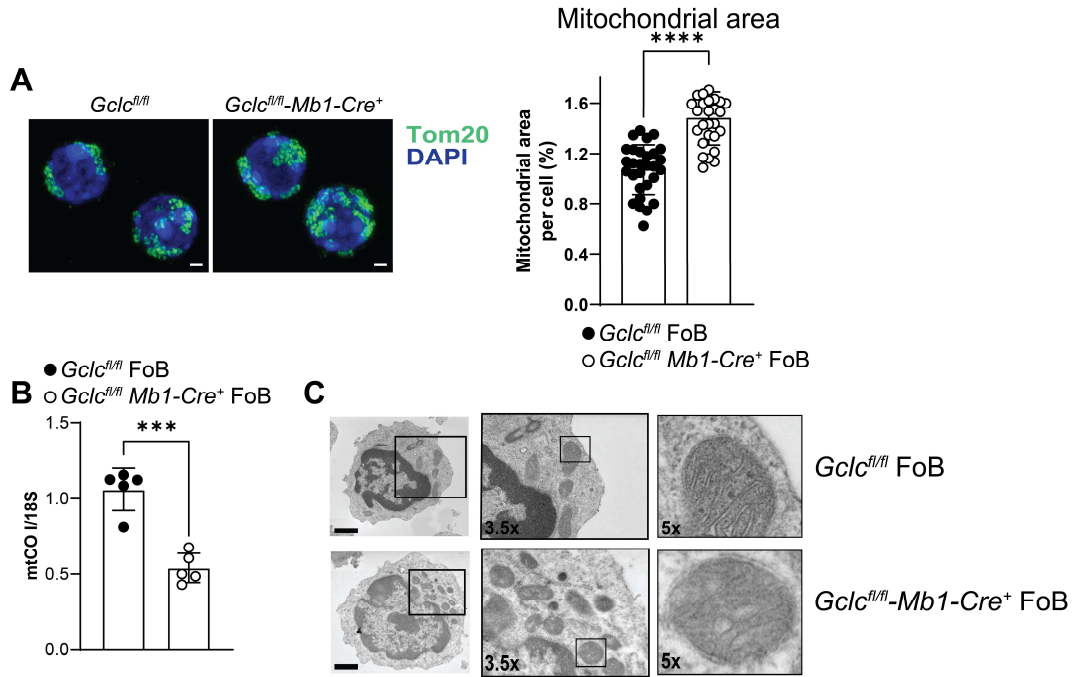 Mitochondrial area
****
A
Gclcfl/fl
Gclcfl/fl-Mb1-Cre+
Tom20
DAPI
Mitochondrial area
per cell (%)
1.6
1.2
0.8
0.4
0.0
Gclcfl/fl FoB
Gclcfl/fl Mb1-Cre+ FoB
Gclcfl/fl FoB
B
Gclcfl/fl Mb1-Cre+ FoB
C
***
mtCO I/18S
1.5
1.0
0.5
0.0
3.5x
5x
Gclcfl/fl FoB
3.5x
5x
Gclcfl/fl-Mb1-Cre+ FoB